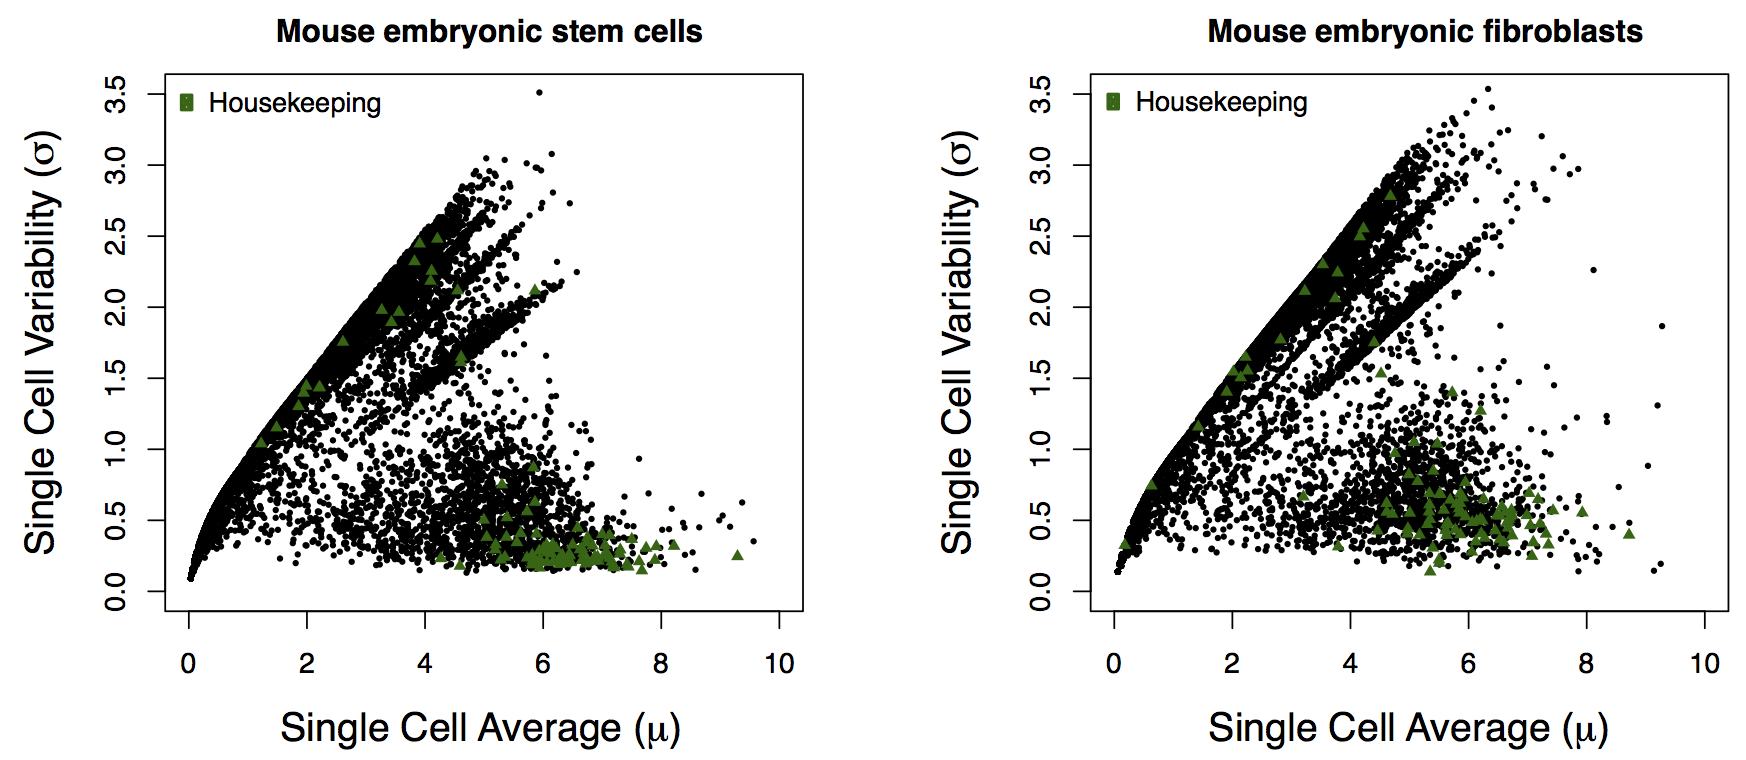 Mouse embryonic stem cells
Housekeeping
Single Cell Variability (σ)
0.0 0.5 1.0 1.5 2.0 2.5 3.0 3.5
0 2 4 6 8 10
Single Cell Average (μ)
Mouse embryonic fibroblasts
Housekeeping
Single Cell Variability (σ)
0.0 0.5 1.0 1.5 2.0 2.5 3.0 3.5
0 2 4 6 8 10
Single Cell Average (μ)